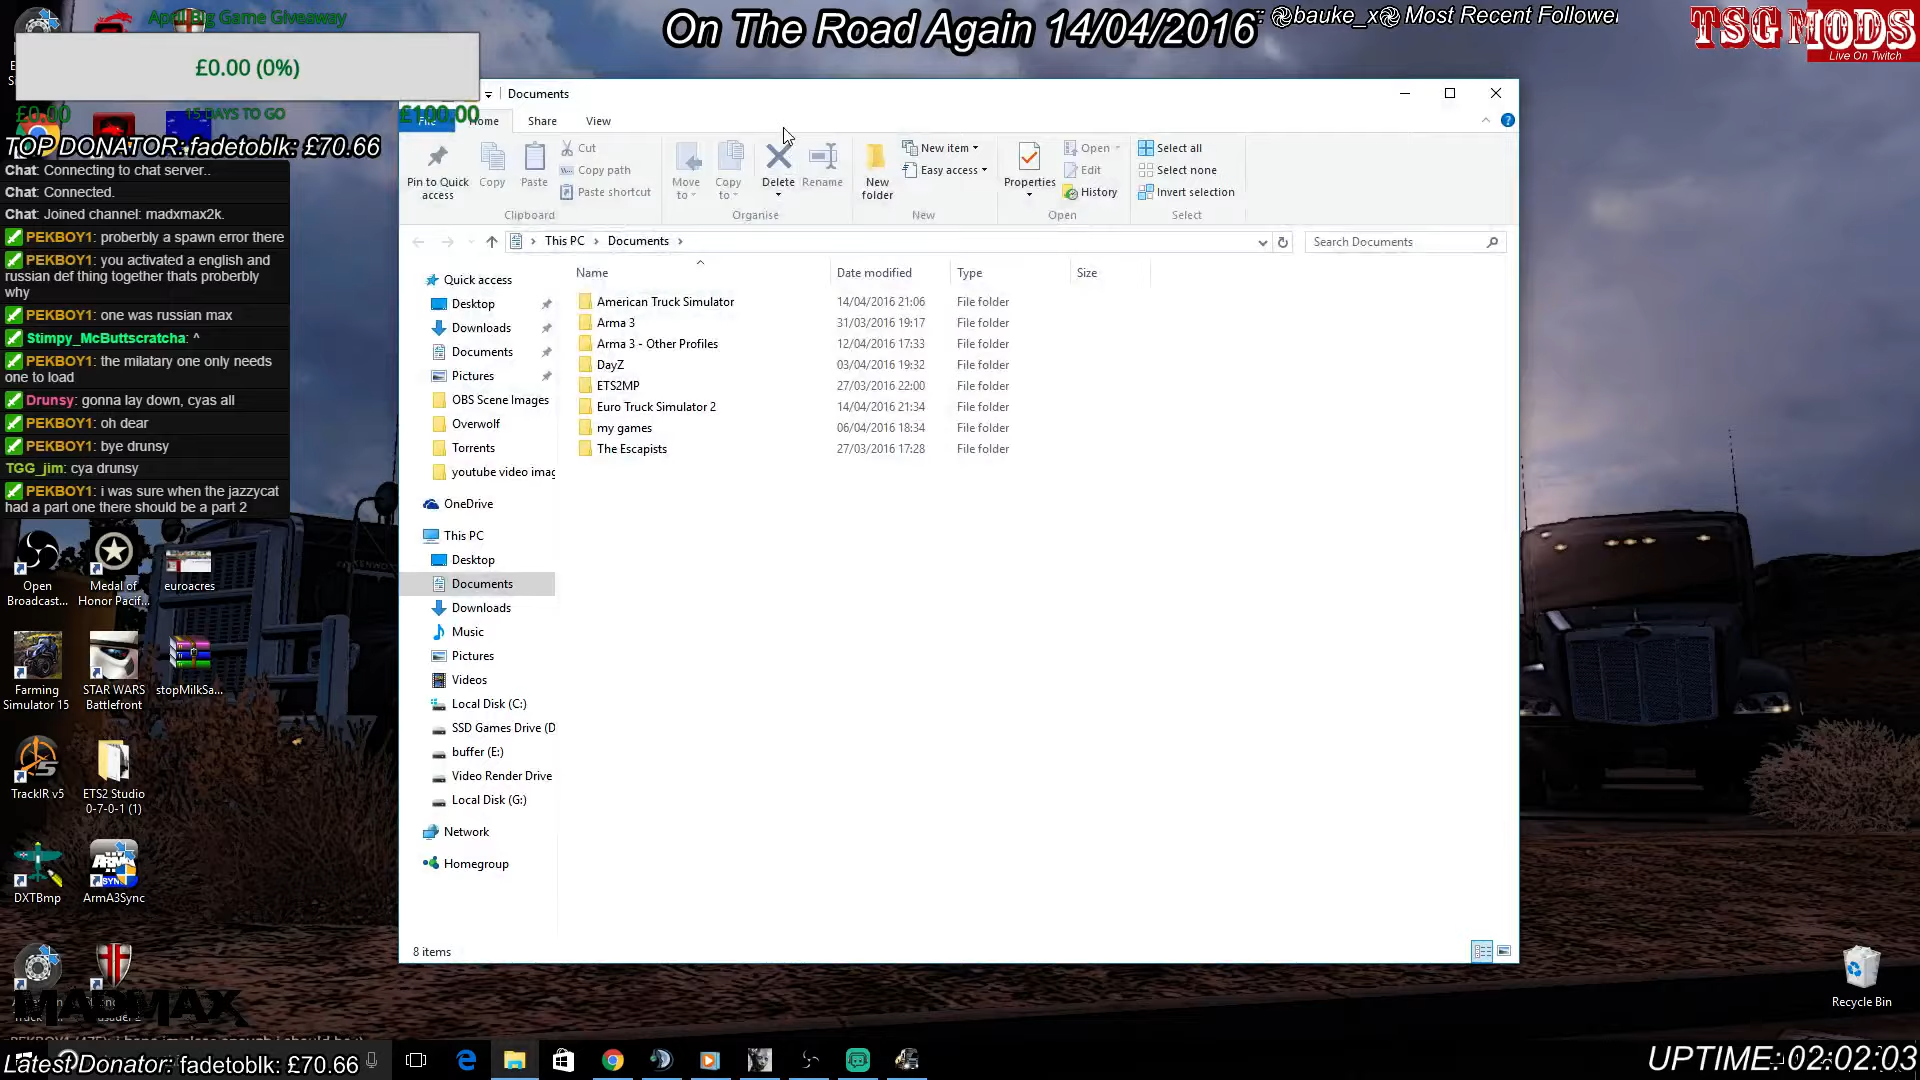 April Big Game Giveaway
£0.00 (0%)
£0.00
15 DAYS TO GO
£100.00
TOP DONATOR: fadetoblk: £70.66
On The Road Again 14/04/2016
: @bauke_x@ Most Recent Follower
TSG MODS
Live On Twitch
Chat: Connecting to chat server..
Chat: Connected.
Chat: Joined channel: madxmax2k.
PEKBOY1: proberbly a spawn error there
PEKBOY1: you activated a english and
russian def thing together thats proberbly
why
PEKBOY1: one was russian max
Stimpy_McButtscratcha: ^
PEKBOY1: the milatary one only needs
one to load
Drunsy: gonna lay down, cyas all
PEKBOY1: oh dear
PEKBOY1: bye drunsy
TGG_jim: cya drunsy
PEKBOY1: i was sure when the jazzycat
had a part one there should be a part 2
Open
Broadcast...
Medal of
Honor Pacif...
euroacres
Farming
Simulator 15
STAR WARS
Battlefront
stopMilkSa...
TrackIR v5
ETS2 Studio
0-7-0-1 (1)
DXTBmp
ARMA
SYNC
ArmA3Sync
MADMAX
Latest Donator: fadetoblk: £70.66
Documents
File
Home
Share
View
Pin to Quick
access
Copy
Paste
Cut
Copy path
Paste shortcut
Clipboard
Move
to
Copy
to
Delete
Rename
Organise
New
folder
New item
Easy access
New
Properties
Open
Edit
History
Open
Select all
Select none
Invert selection
Select
This PC
Documents
Search Documents
Quick access
Desktop
Downloads
Documents
Pictures
OBS Scene Images
Overwolf
Torrents
youtube video imag
OneDrive
This PC
Desktop
Documents
Downloads
Music
Pictures
Videos
Local Disk (C:)
SSD Games Drive (D
buffer (E:)
Video Render Drive
Local Disk (G:)
Network
Homegroup
Name Date modified Type Size
American Truck Simulator 14/04/2016 21:06 File folder
Arma 3 31/03/2016 19:17 File folder
Arma 3 - Other Profiles 12/04/2016 17:33 File folder
DayZ 03/04/2016 19:32 File folder
ETS2MP 27/03/2016 22:00 File folder
Euro Truck Simulator 2 14/04/2016 21:34 File folder
my games 06/04/2016 18:34 File folder
The Escapists 27/03/2016 17:28 File folder
8 items
Recycle Bin
UPTIME: 02:02:03